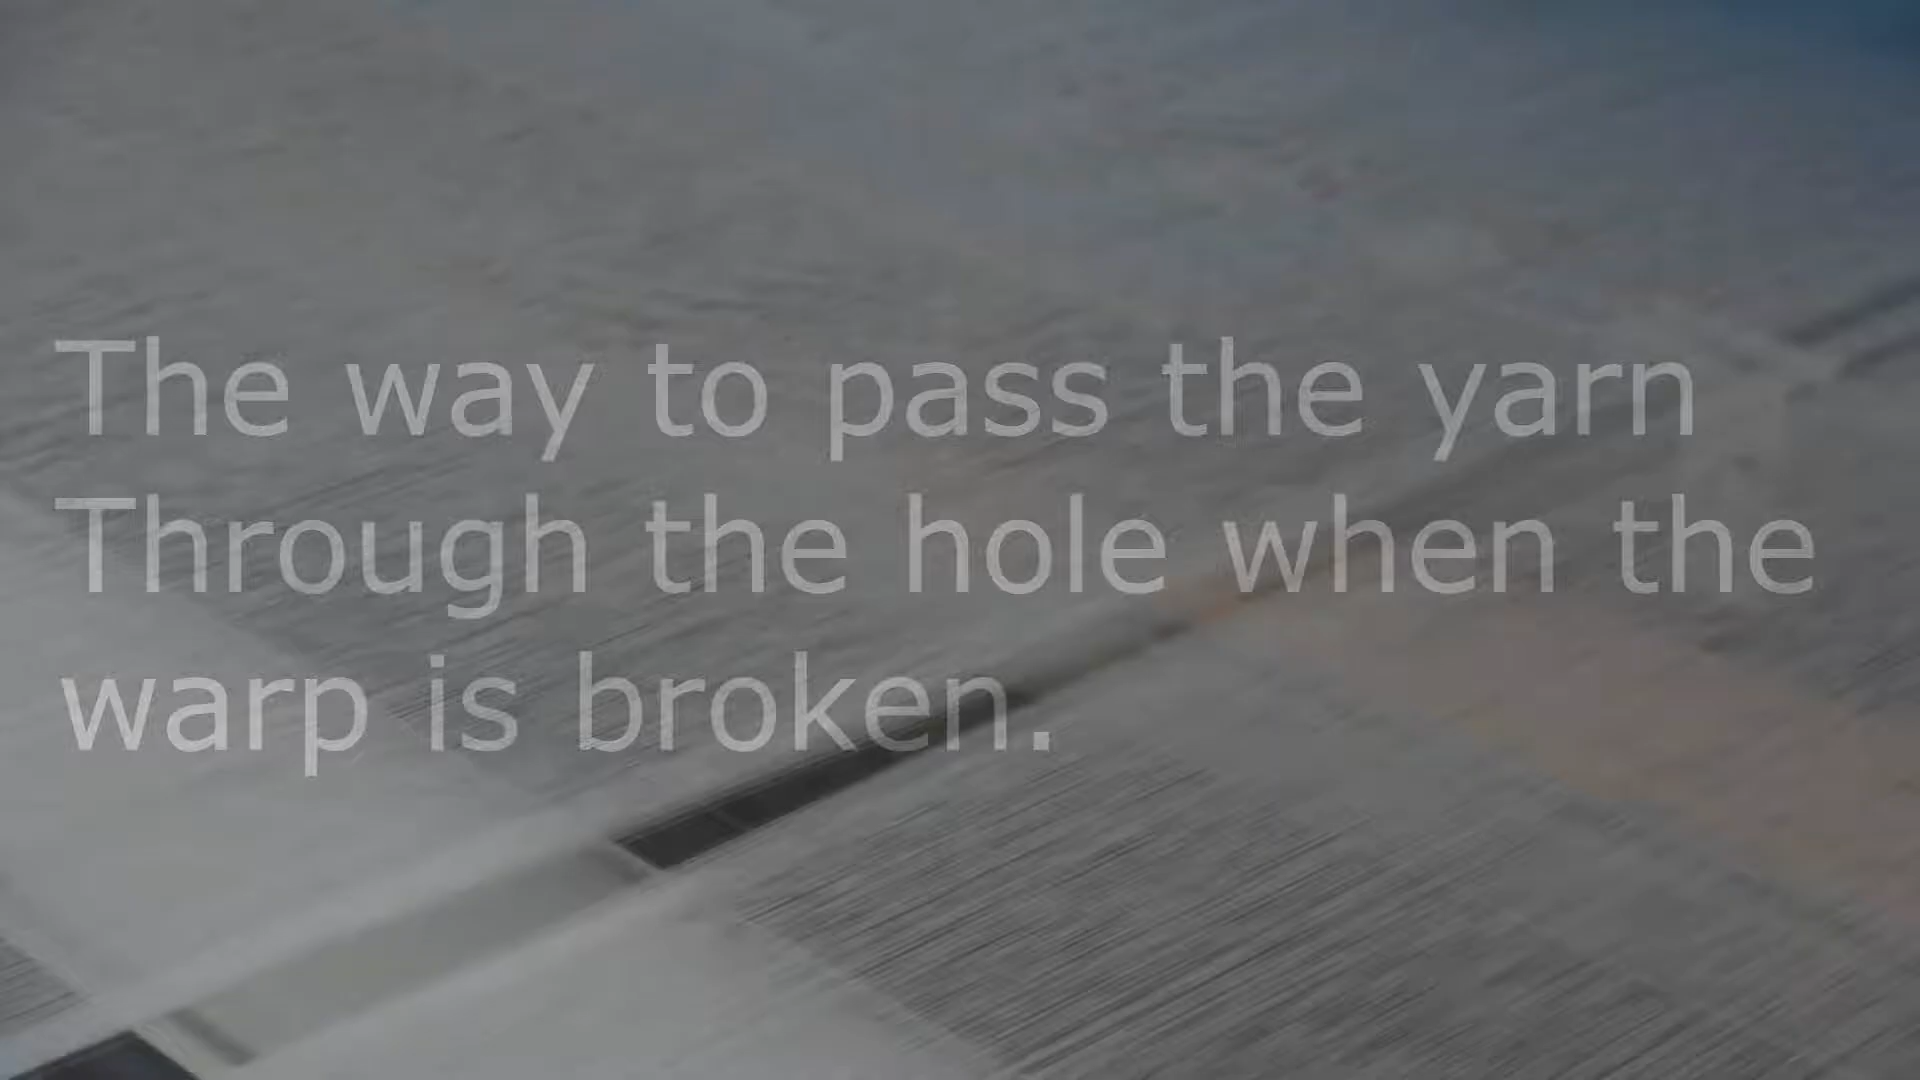 The way to pass the yarn
Through the hole when the
warp is broken.